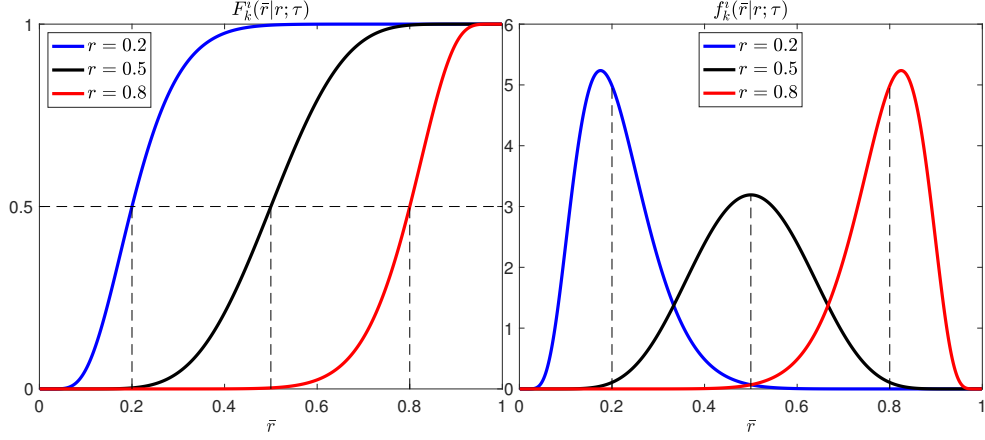 F_k^i(r̄|r; τ)
r = 0.2
r = 0.5
r = 0.8
1
0.5
0
0 0.2 0.4 0.6 0.8 1
r̄
f_k^i(r̄|r; τ)
r = 0.2
r = 0.5
r = 0.8
6
5
4
3
2
1
0
0 0.2 0.4 0.6 0.8 1
r̄